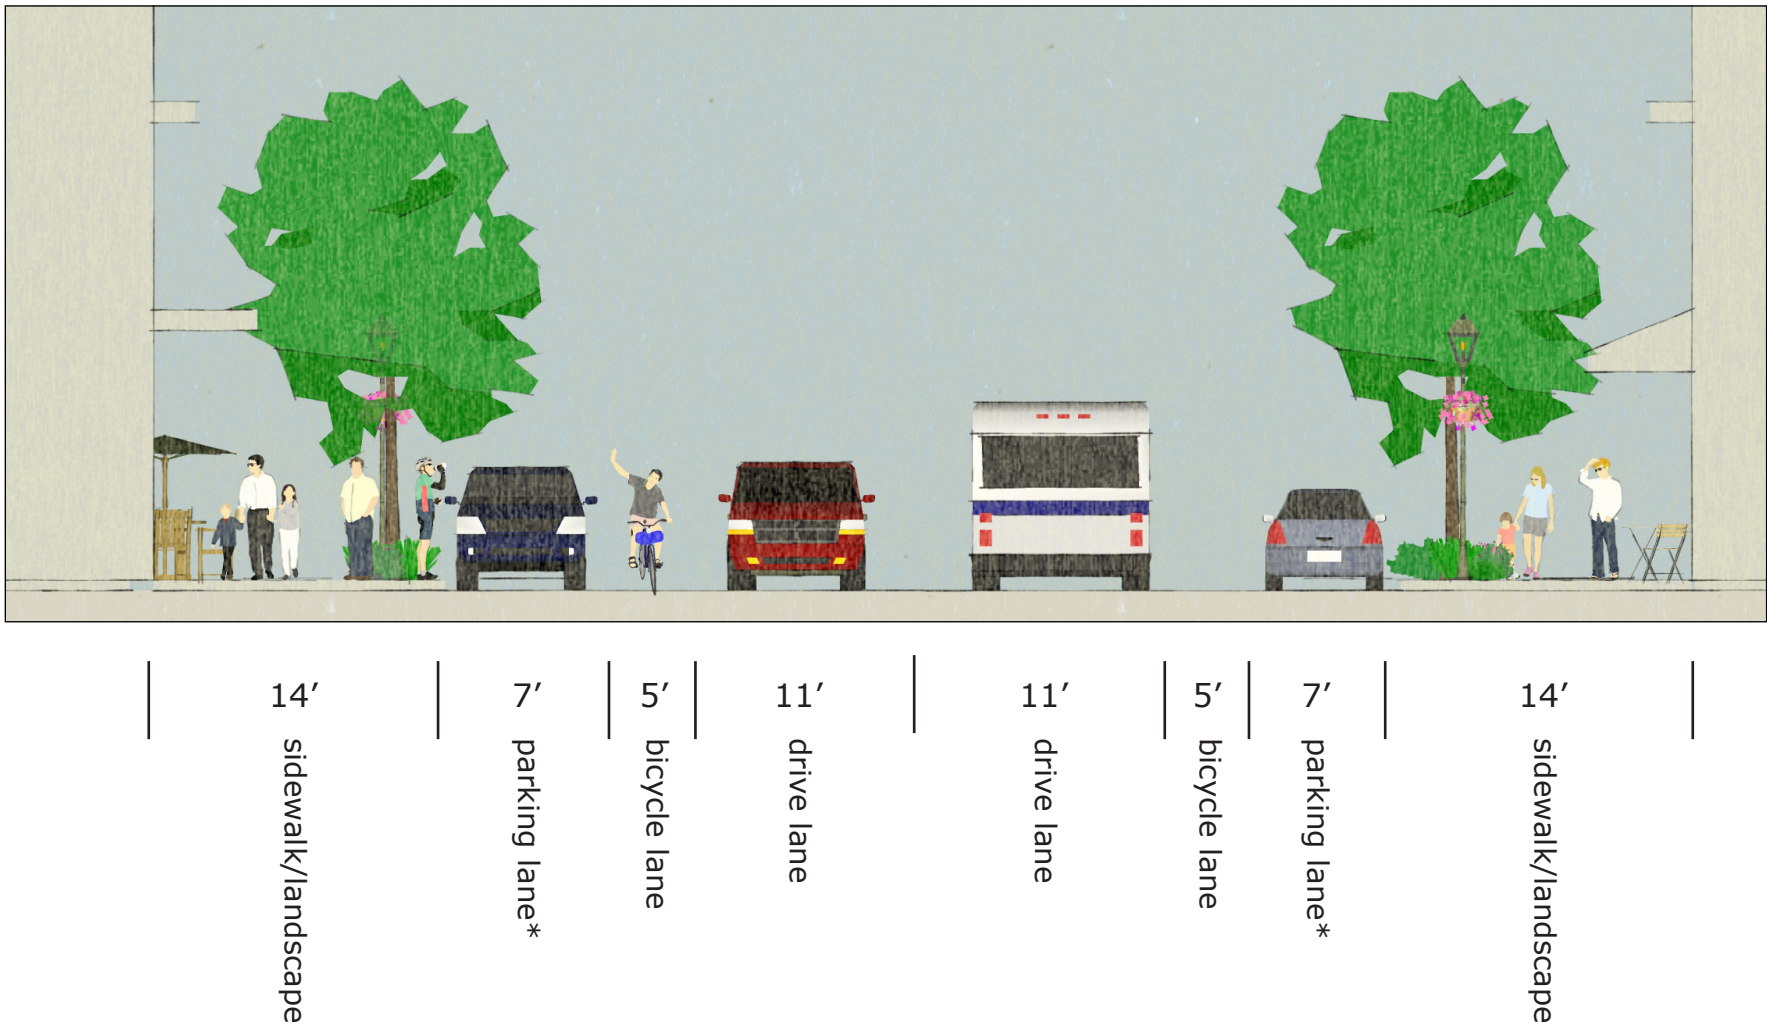 14′
7′
5′
11′
11′
5′
7′
14′
sidewalk/landscape
parking lane*
bicycle lane
drive lane
drive lane
bicycle lane
parking lane*
sidewalk/landscape